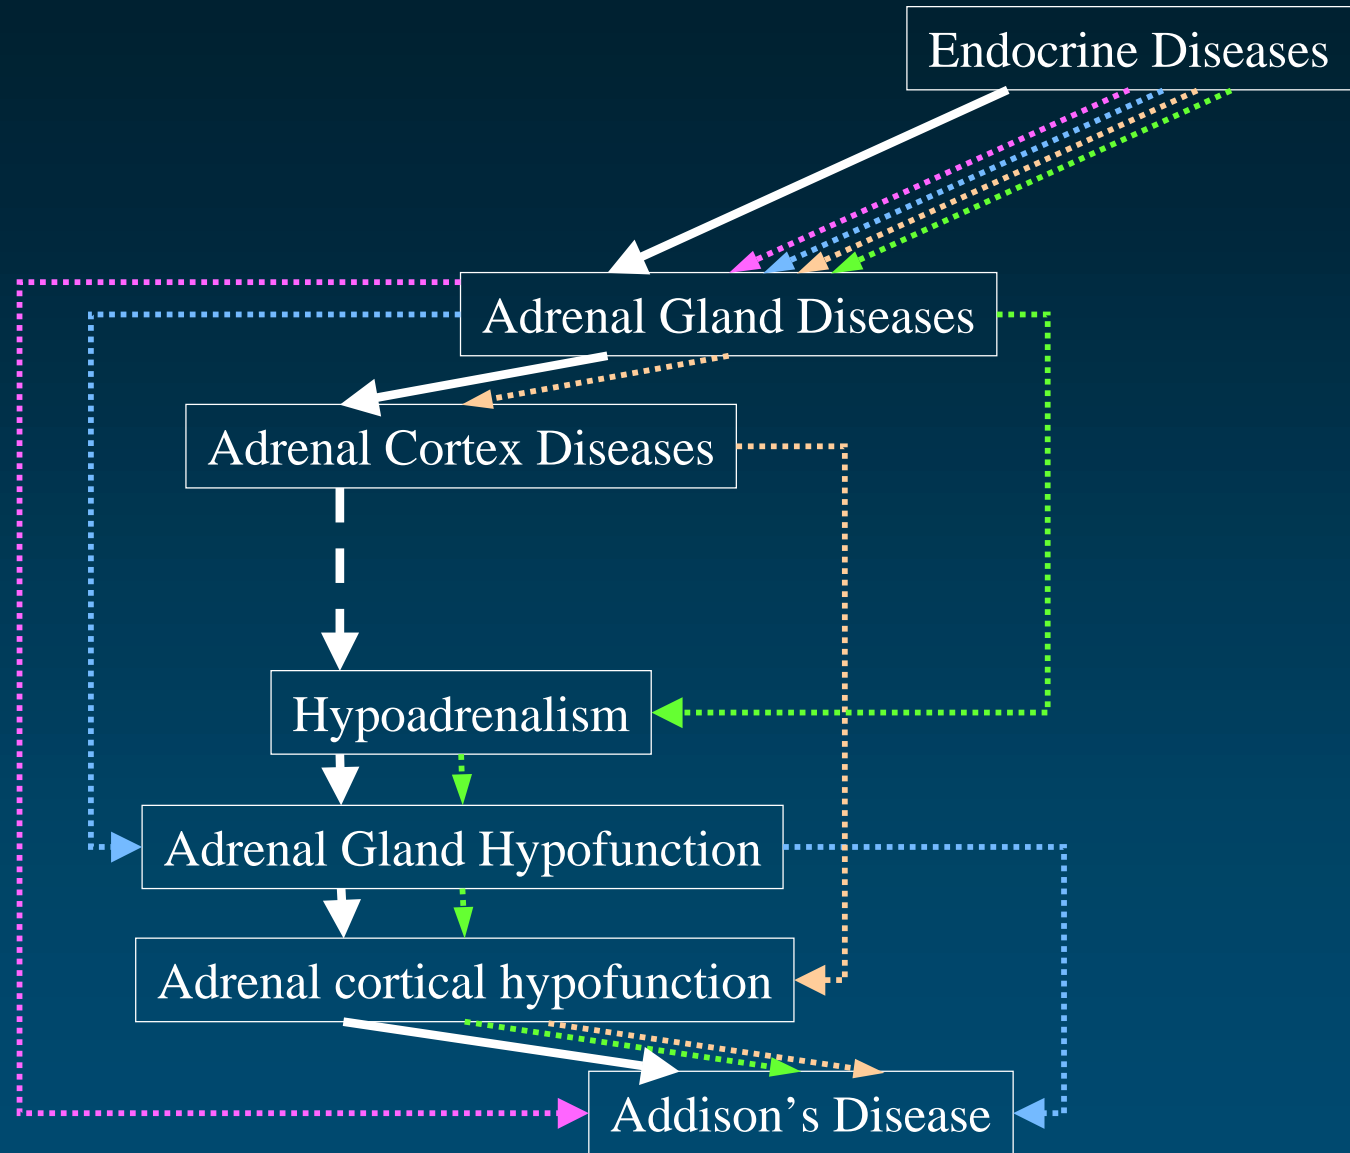 Endocrine Diseases
Adrenal Gland Diseases
Adrenal Cortex Diseases
Hypoadrenalism
Adrenal Gland Hypofunction
Adrenal cortical hypofunction
Addison’s Disease